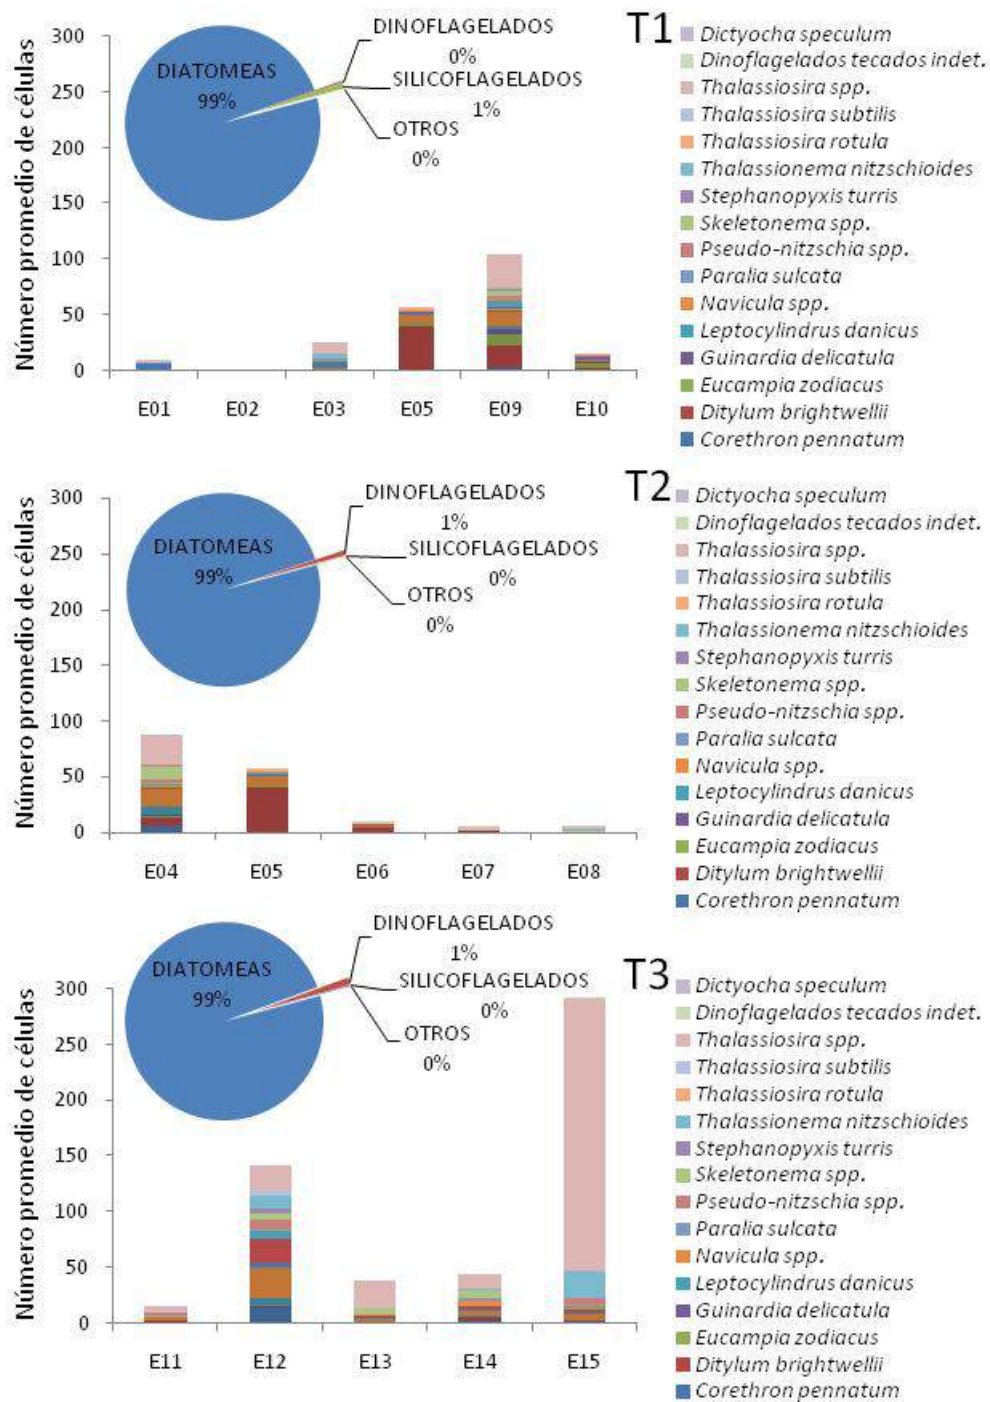 T1
Número promedio de células
300
250
200
150
100
50
0
DIATOMEAS
99%
DINOFLAGELADOS
0%
SILICOFLAGELADOS
1%
OTROS
0%
E01 E02 E03 E05 E09 E10
Dictyocha speculum
Dinoflagelados tecados indet.
Thalassiosira spp.
Thalassiosira subtilis
Thalassiosira rotula
Thalassionema nitzschioides
Stephanopyxis turris
Skeletonema spp.
Pseudo-nitzschia spp.
Paralia sulcata
Navicula spp.
Leptocylindrus danicus
Guinardia delicatula
Eucampia zodiacus
Ditylum brightwellii
Corethron pennatum
T2
Número promedio de células
300
250
200
150
100
50
0
DIATOMEAS
99%
DINOFLAGELADOS
1%
SILICOFLAGELADOS
0%
OTROS
0%
E04 E05 E06 E07 E08
Dictyocha speculum
Dinoflagelados tecados indet.
Thalassiosira spp.
Thalassiosira subtilis
Thalassiosira rotula
Thalassionema nitzschioides
Stephanopyxis turris
Skeletonema spp.
Pseudo-nitzschia spp.
Paralia sulcata
Navicula spp.
Leptocylindrus danicus
Guinardia delicatula
Eucampia zodiacus
Ditylum brightwellii
Corethron pennatum
T3
Número promedio de células
300
250
200
150
100
50
0
DIATOMEAS
99%
DINOFLAGELADOS
1%
SILICOFLAGELADOS
0%
OTROS
0%
E11 E12 E13 E14 E15
Dictyocha speculum
Dinoflagelados tecados indet.
Thalassiosira spp.
Thalassiosira subtilis
Thalassiosira rotula
Thalassionema nitzschioides
Stephanopyxis turris
Skeletonema spp.
Pseudo-nitzschia spp.
Paralia sulcata
Navicula spp.
Leptocylindrus danicus
Guinardia delicatula
Eucampia zodiacus
Ditylum brightwellii
Corethron pennatum